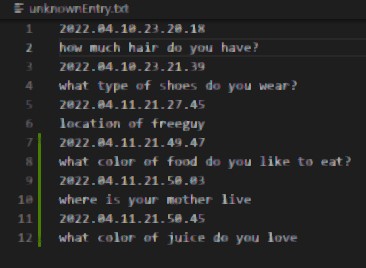 unknownEntry.txt
1 2022.04.10.23.20.18
2 how much hair do you have?
3 2022.04.10.23.21.39
4 what type of shoes do you wear?
5 2022.04.11.21.27.45
6 location of freeguy
7 2022.04.11.21.49.47
8 what color of food do you like to eat?
9 2022.04.11.21.50.03
10 where is your mother live
11 2022.04.11.21.50.45
12 what color of juice do you love